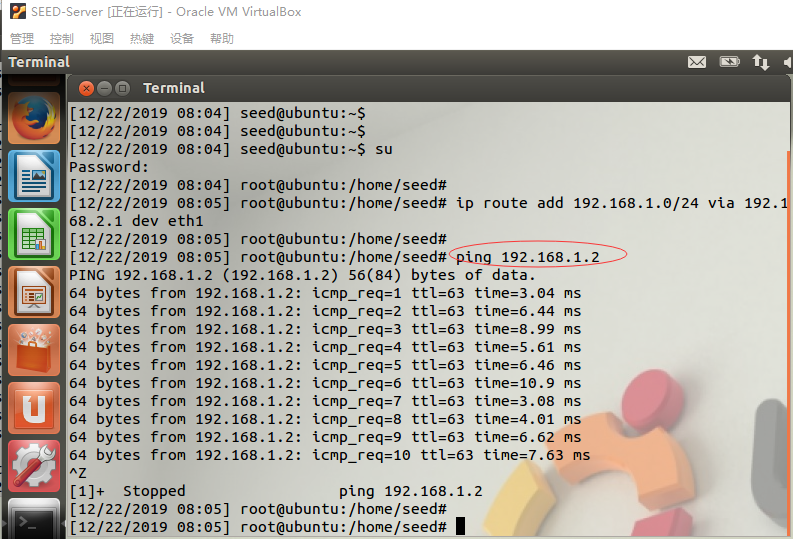 SEED-Server [正在运行] - Oracle VM VirtualBox
管理 控制 视图 热键 设备 帮助
Terminal
Terminal
[12/22/2019 08:04] seed@ubuntu:~$
[12/22/2019 08:04] seed@ubuntu:~$
[12/22/2019 08:04] seed@ubuntu:~$ su
Password:
[12/22/2019 08:04] root@ubuntu:/home/seed#
[12/22/2019 08:05] root@ubuntu:/home/seed# ip route add 192.168.1.0/24 via 192.1
68.2.1 dev eth1
[12/22/2019 08:05] root@ubuntu:/home/seed#
[12/22/2019 08:05] root@ubuntu:/home/seed# ping 192.168.1.2
PING 192.168.1.2 (192.168.1.2) 56(84) bytes of data.
64 bytes from 192.168.1.2: icmp_req=1 ttl=63 time=3.04 ms
64 bytes from 192.168.1.2: icmp_req=2 ttl=63 time=6.44 ms
64 bytes from 192.168.1.2: icmp_req=3 ttl=63 time=8.99 ms
64 bytes from 192.168.1.2: icmp_req=4 ttl=63 time=5.61 ms
64 bytes from 192.168.1.2: icmp_req=5 ttl=63 time=6.46 ms
64 bytes from 192.168.1.2: icmp_req=6 ttl=63 time=10.9 ms
64 bytes from 192.168.1.2: icmp_req=7 ttl=63 time=3.08 ms
64 bytes from 192.168.1.2: icmp_req=8 ttl=63 time=4.01 ms
64 bytes from 192.168.1.2: icmp_req=9 ttl=63 time=6.62 ms
64 bytes from 192.168.1.2: icmp_req=10 ttl=63 time=7.63 ms
^Z
[1]+  Stopped                 ping 192.168.1.2
[12/22/2019 08:05] root@ubuntu:/home/seed#
[12/22/2019 08:05] root@ubuntu:/home/seed#